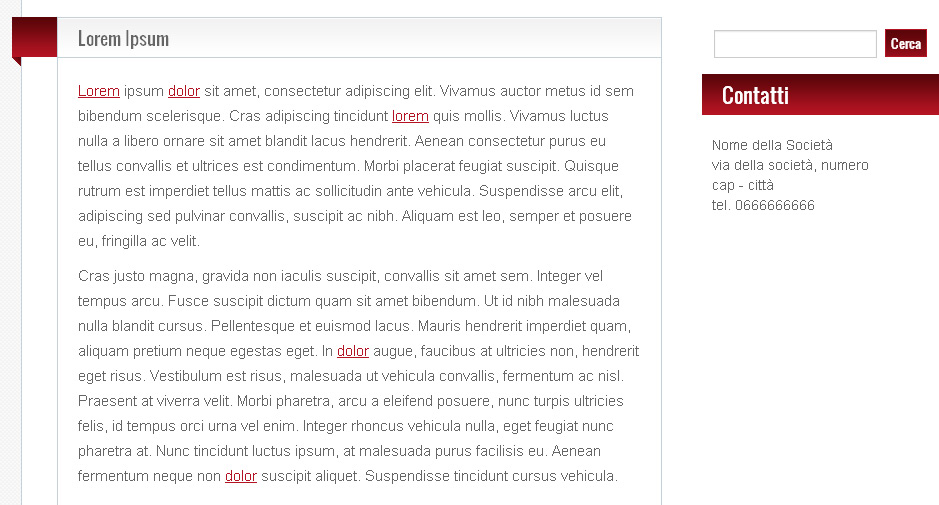 Lorem Ipsum
Lorem ipsum dolor sit amet, consectetur adipiscing elit. Vivamus auctor metus id sem
bibendum scelerisque. Cras adipiscing tincidunt lorem quis mollis. Vivamus luctus
nulla a libero ornare sit amet blandit lacus hendrerit. Aenean consectetur purus eu
tellus convallis et ultrices est condimentum. Morbi placerat feugiat suscipit. Quisque
rutrum est imperdiet tellus mattis ac sollicitudin ante vehicula. Suspendisse arcu elit,
adipiscing sed pulvinar convallis, suscipit ac nibh. Aliquam est leo, semper et posuere
eu, fringilla ac velit.
Cras justo magna, gravida non iaculis suscipit, convallis sit amet sem. Integer vel
tempus arcu. Fusce suscipit dictum quam sit amet bibendum. Ut id nibh malesuada
nulla blandit cursus. Pellentesque et euismod lacus. Mauris hendrerit imperdiet quam,
aliquam pretium neque egestas eget. In dolor augue, faucibus at ultricies non, hendrerit
eget risus. Vestibulum est risus, malesuada ut vehicula convallis, fermentum ac nisl.
Praesent at viverra velit. Morbi pharetra, arcu a eleifend posuere, nunc turpis ultricies
felis, id tempus orci urna vel enim. Integer rhoncus vehicula nulla, eget feugiat nunc
pharetra at. Nunc tincidunt luctus ipsum, at malesuada purus facilisis eu. Aenean
fermentum neque non dolor suscipit aliquet. Suspendisse tincidunt cursus vehicula.
Cerca
Contatti
Nome della Società
via della società, numero
cap - città
tel. 0666666666